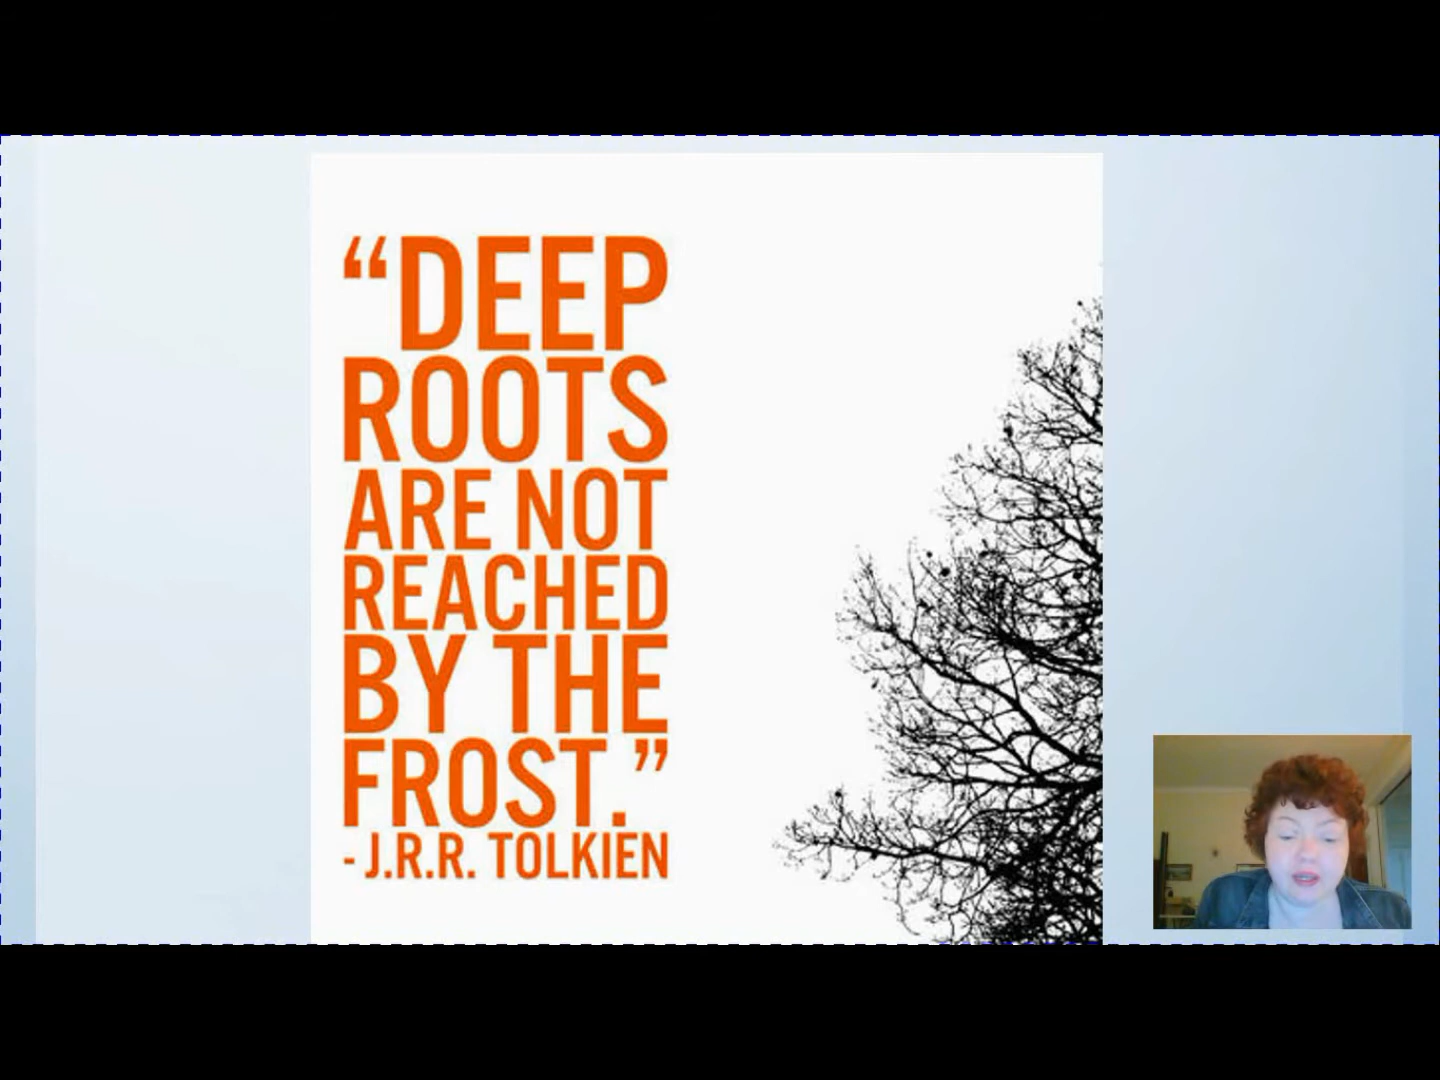 “DEEP
ROOTS
ARE NOT
REACHED
BY THE
FROST.”
- J.R.R. TOLKIEN